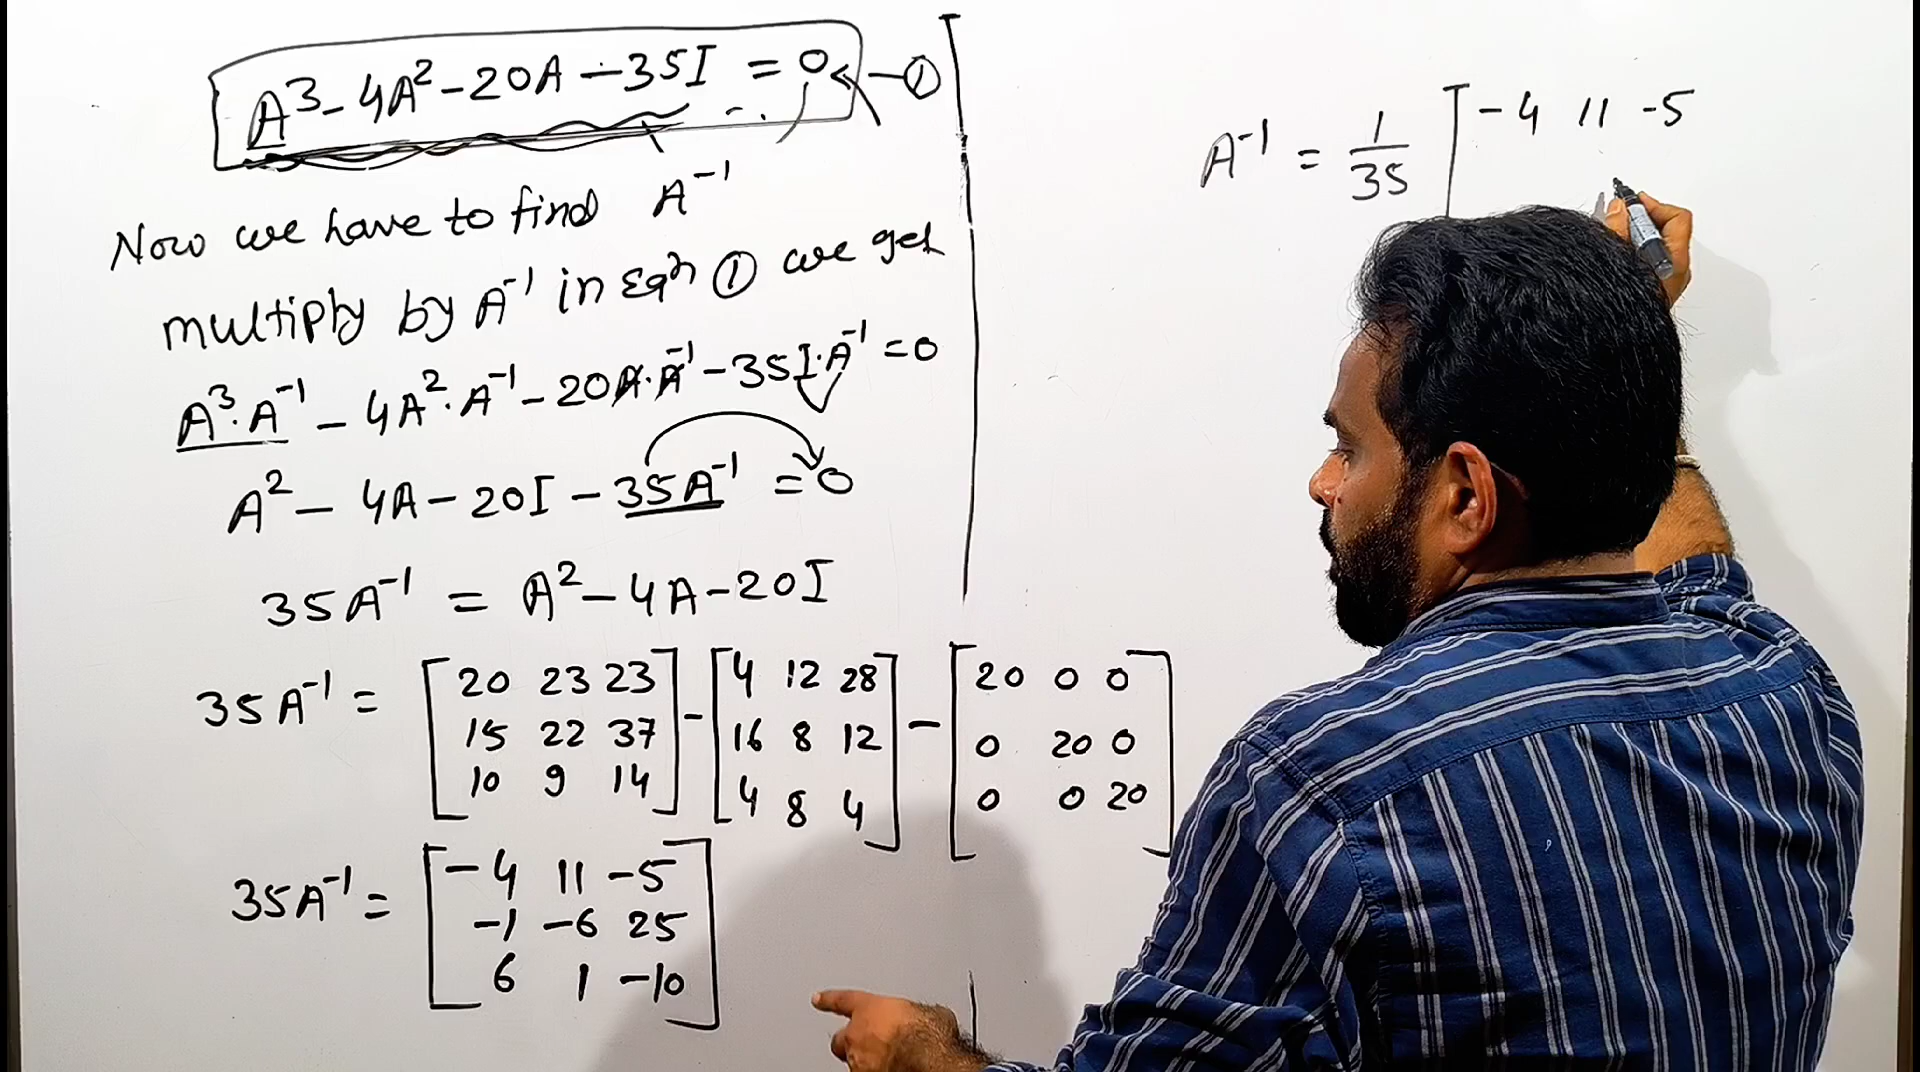 A³ - 4A² - 20A - 35I = 0 ← ①
Now we have to find A⁻¹
multiply by A⁻¹ in Eqⁿ ① we get
A³·A⁻¹ - 4A²·A⁻¹ - 20A·A⁻¹ - 35I·A⁻¹ = 0
A² - 4A - 20I - 35A⁻¹ = 0
35A⁻¹ = A² - 4A - 20I
35A⁻¹ = [20 23 23] - [4 12 28] - [20 0 0]
[15 22 37] [16 8 12] [0 20 0]
[10 9 14] [4 8 4] [0 0 20]
35A⁻¹ = [-4 11 -5]
[-1 -6 25]
[6 1 -10]
A⁻¹ = 1/35 [-4 11 -5